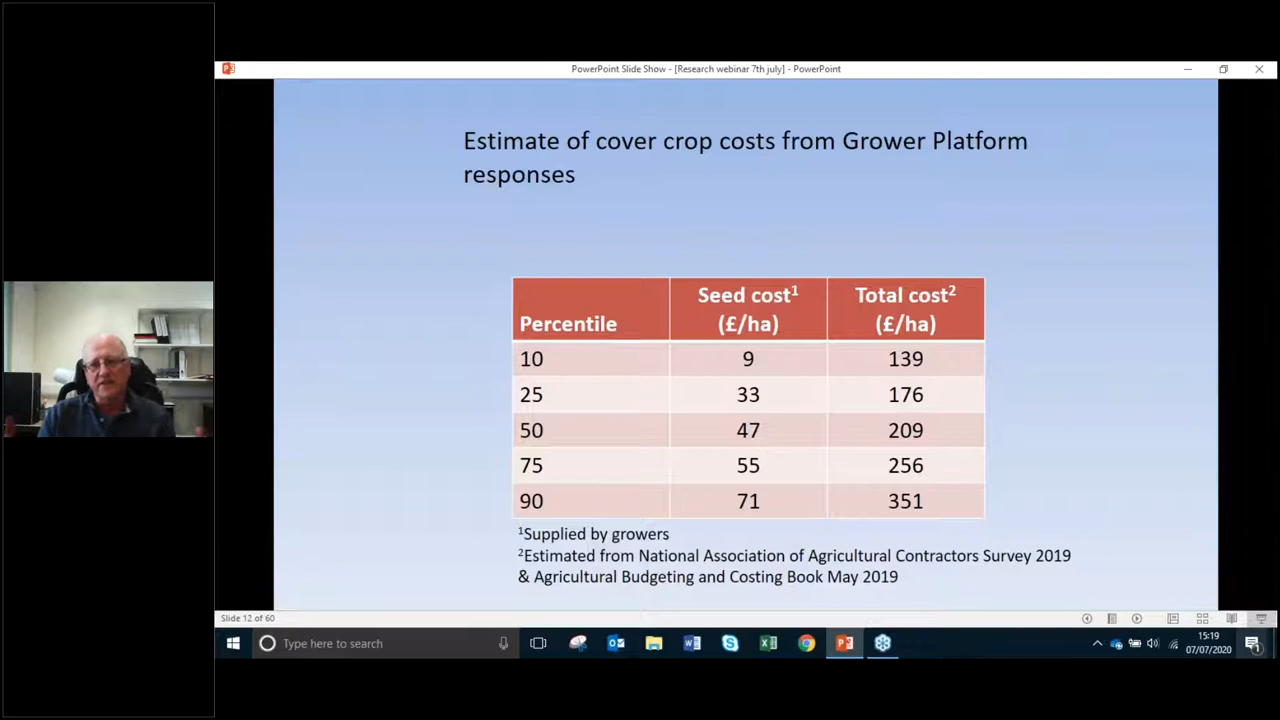 PowerPoint Slide Show - [Research webinar 7th july] - PowerPoint
Estimate of cover crop costs from Grower Platform
responses
Percentile Seed cost¹ (£/ha) Total cost² (£/ha)
10 9 139
25 33 176
50 47 209
75 55 256
90 71 351
¹Supplied by growers
²Estimated from National Association of Agricultural Contractors Survey 2019
& Agricultural Budgeting and Costing Book May 2019
Slide 12 of 60
Type here to search
15:19
07/07/2020